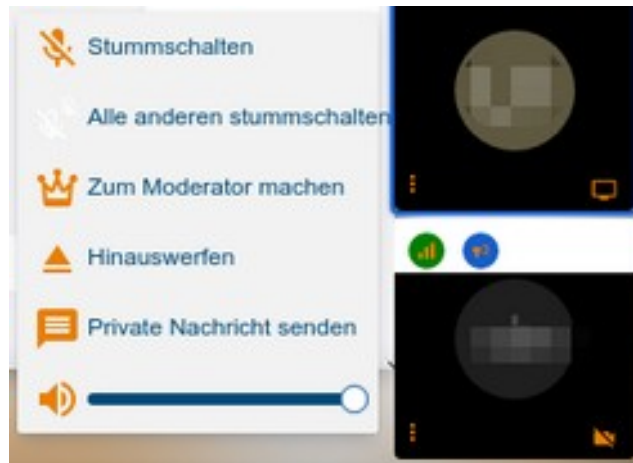 Stummschalten
Alle anderen stummschalten
Zum Moderator machen
Hinauswerfen
Private Nachricht senden